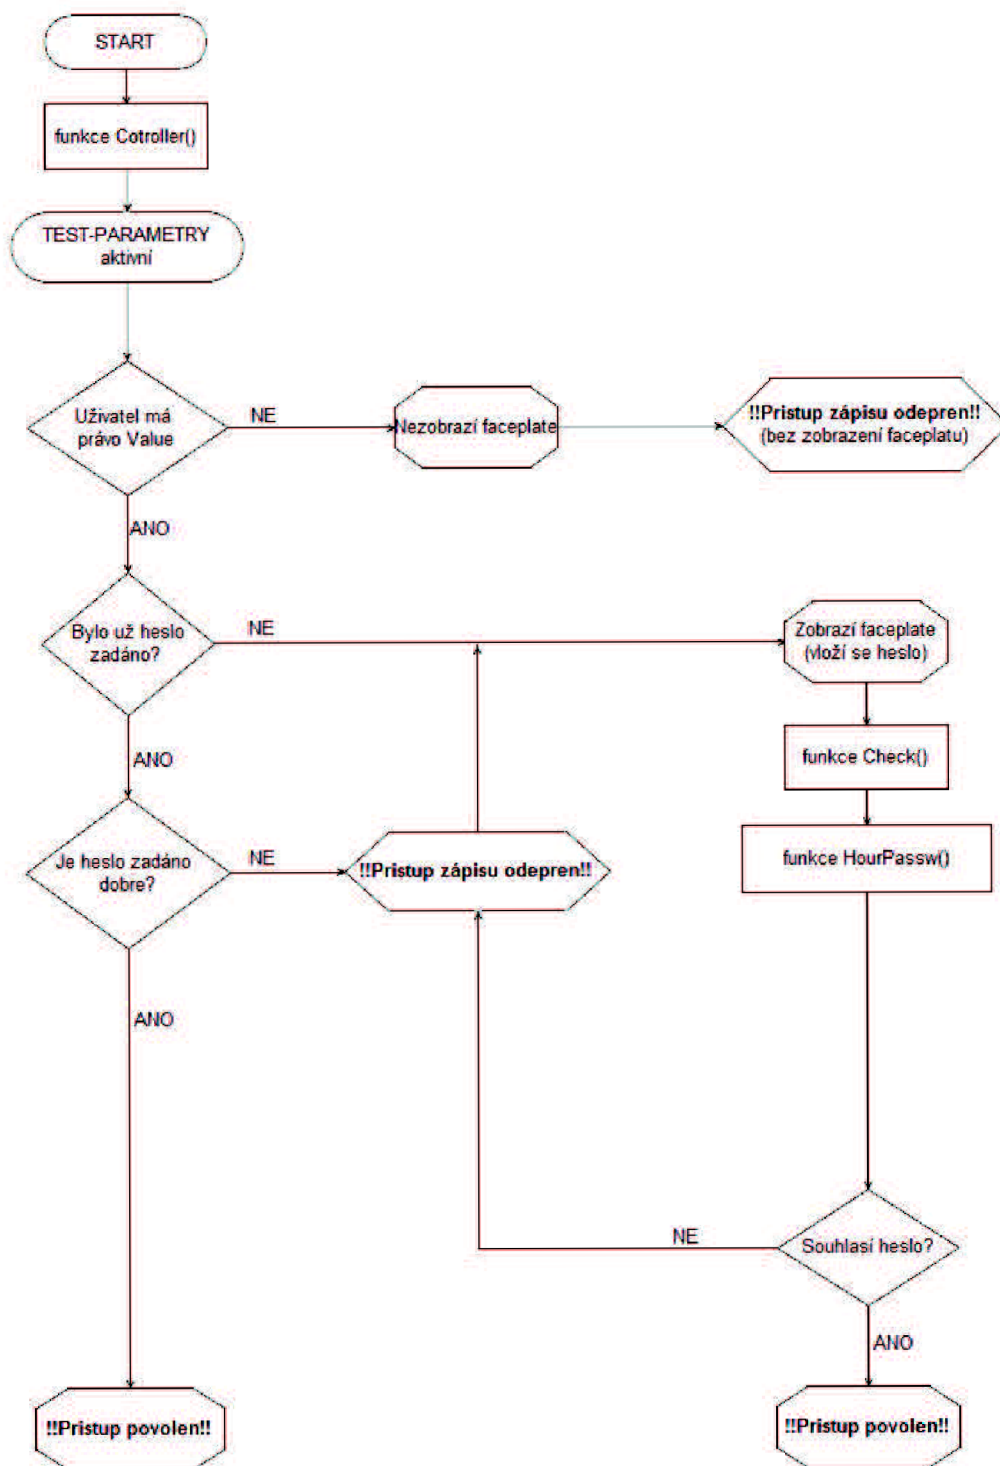 START
funkce Cotroller()
TEST-PARAMETRY
aktivní
Uživatel má
právo Value
NE
Nezobrazí faceplate
!!Pristup zápisu odepren!!
(bez zobrazení faceplatu)
ANO
Bylo už heslo
zadáno?
NE
Zobrazí faceplate
(vloží se heslo)
ANO
funkce Check()
Je heslo zadáno
dobre?
NE
!!Pristup zápisu odepren!!
funkce HourPassw()
ANO
NE
Souhlasí heslo?
ANO
!!Pristup povolen!!
!!Pristup povolen!!